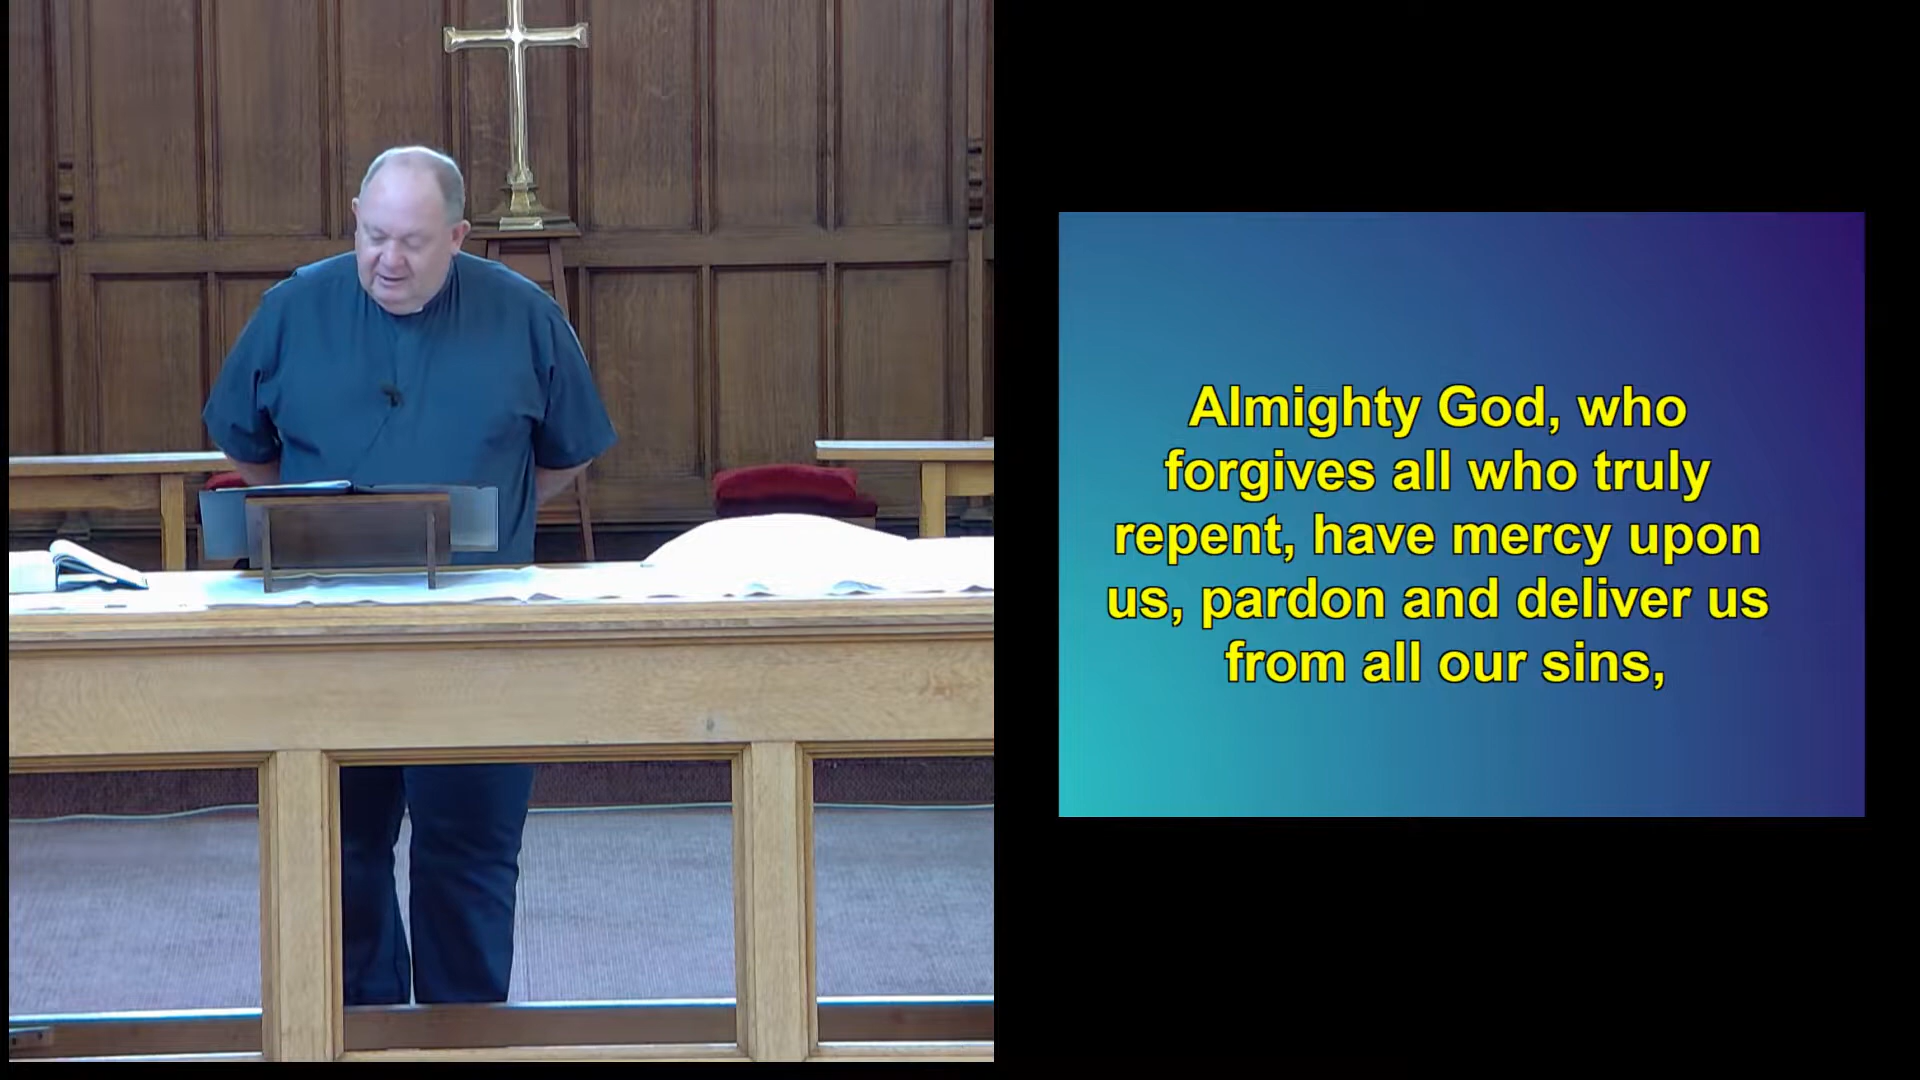 Almighty God, who
forgives all who truly
repent, have mercy upon
us, pardon and deliver us
from all our sins,